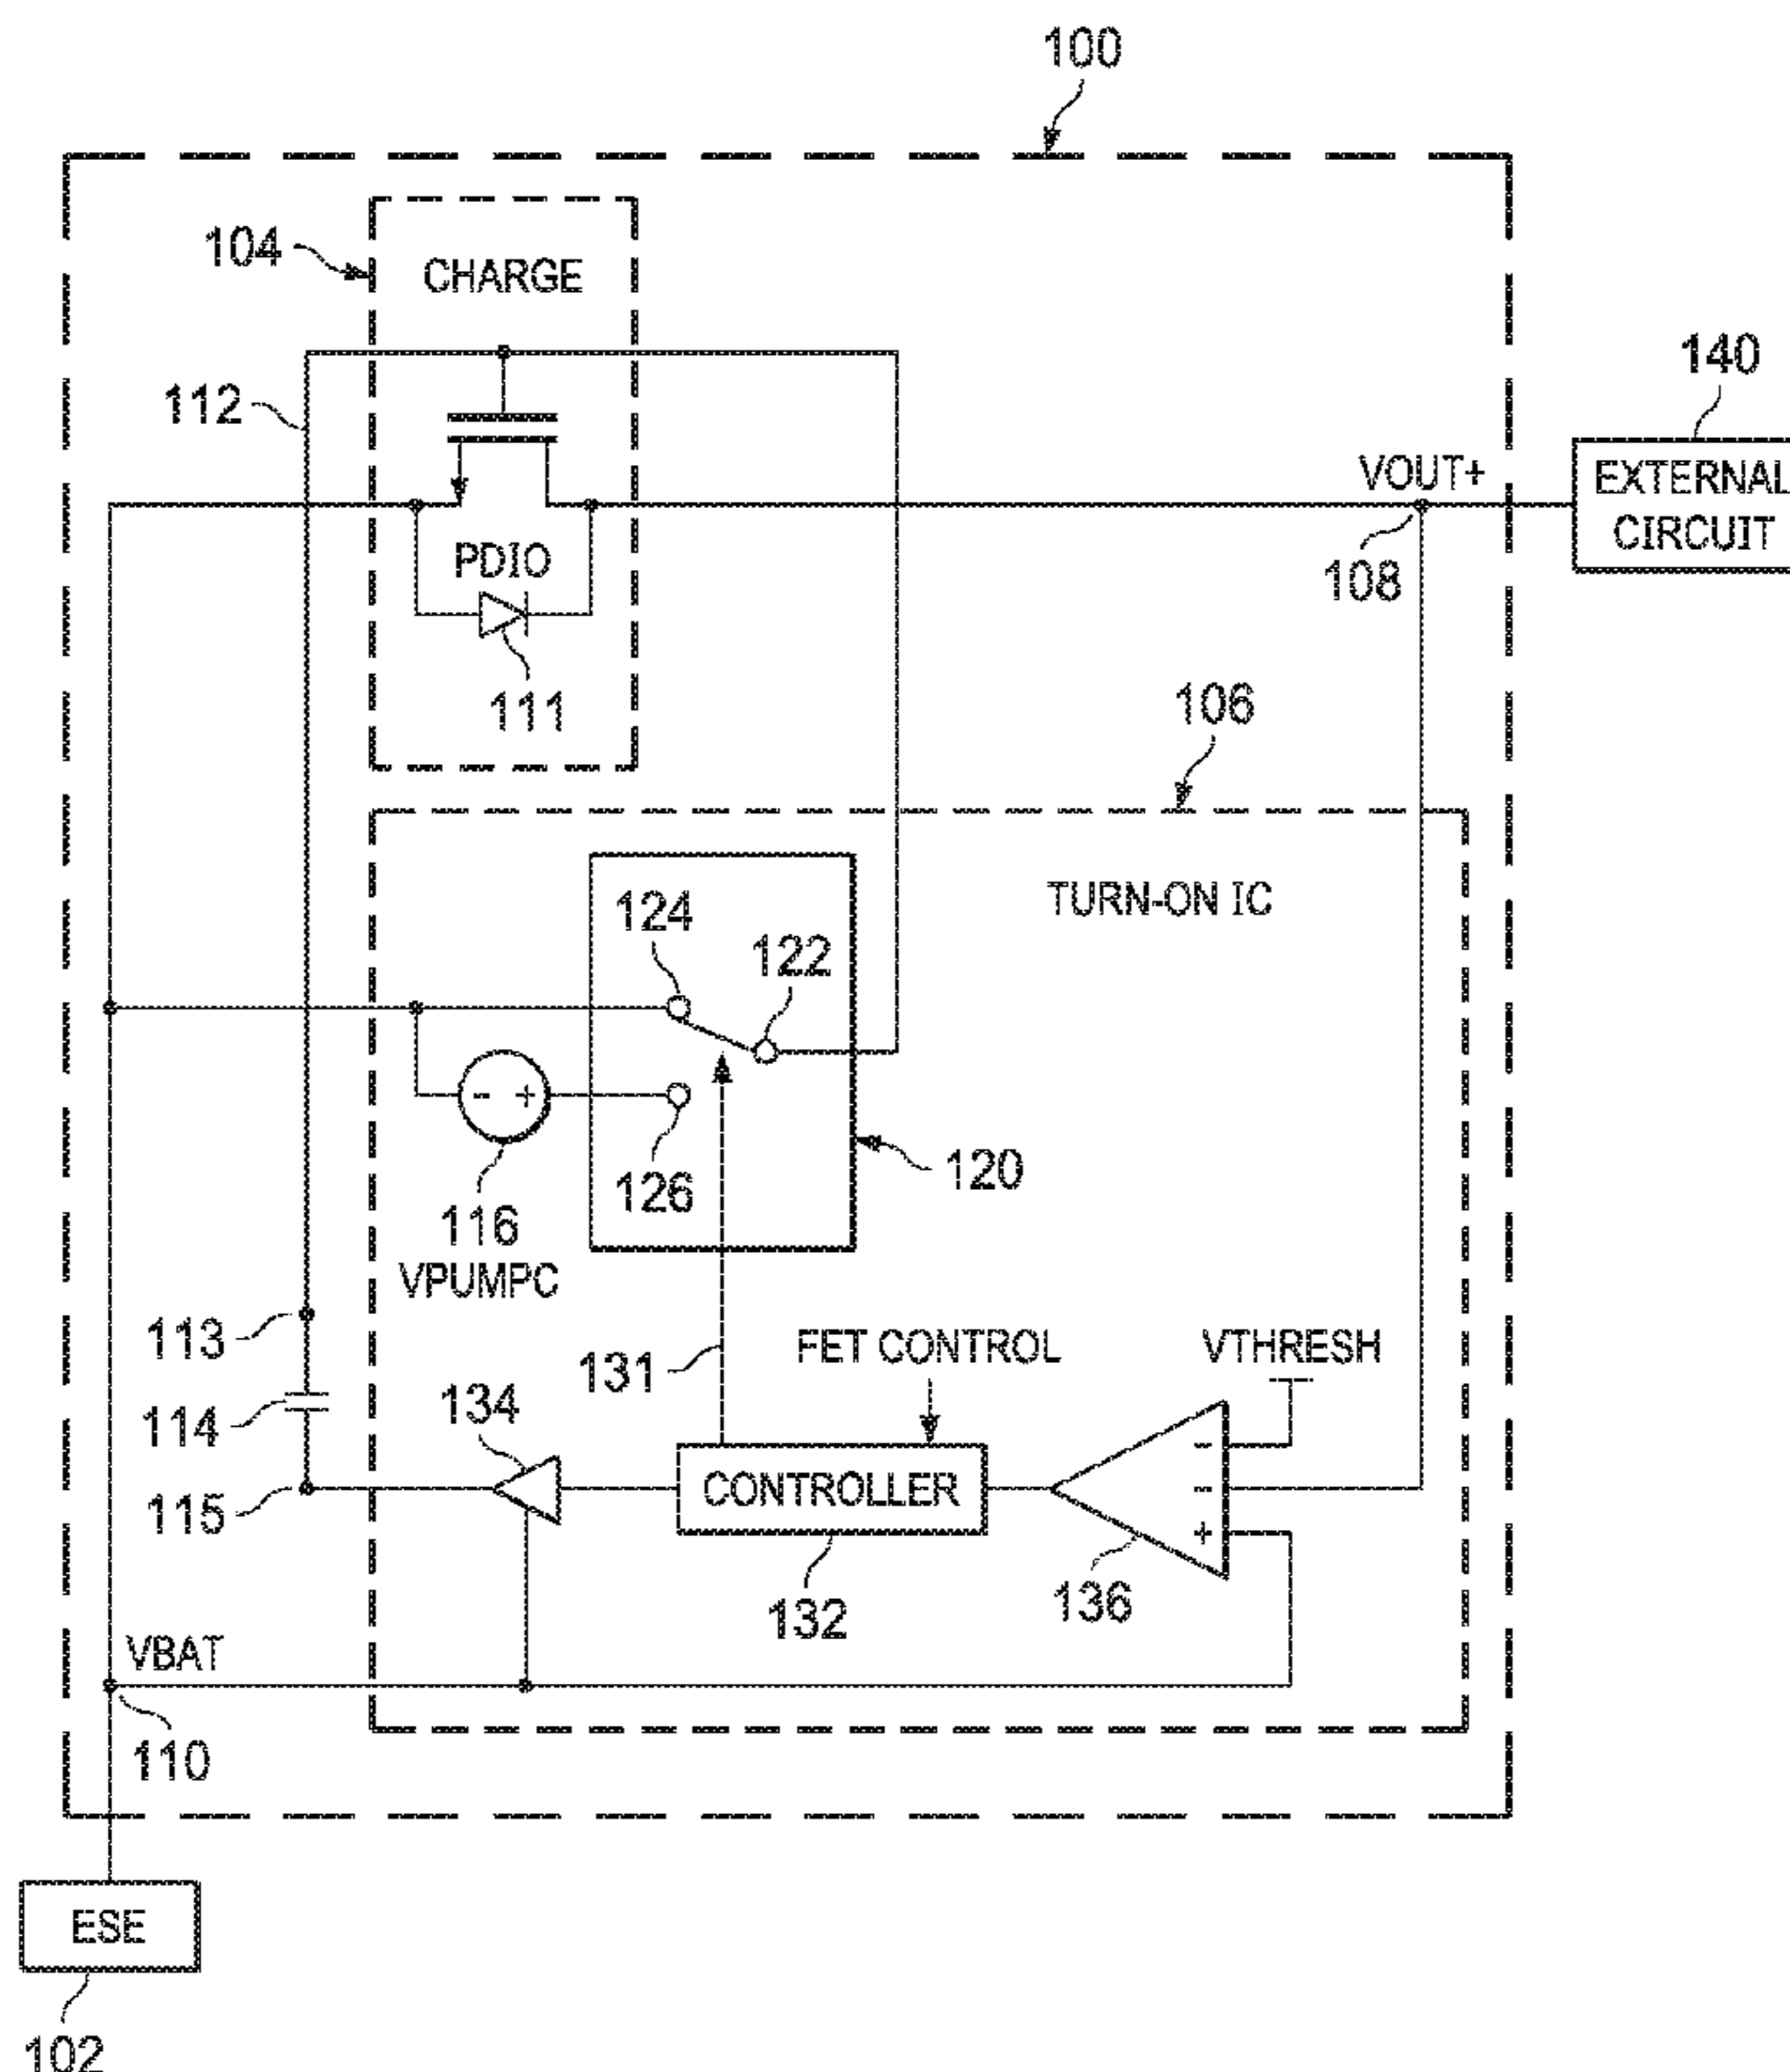 100
104
CHARGE
112
140
EXTERNAL
CIRCUIT
VOUT+
108
PDIO
111
106
TURN-ON IC
124
122
- +
126
120
116
VPUMPC
113
131
FET CONTROL
VTHRESH
134
114
-
CONTROLLER
-
115
+
132
136
VBAT
110
ESE
102